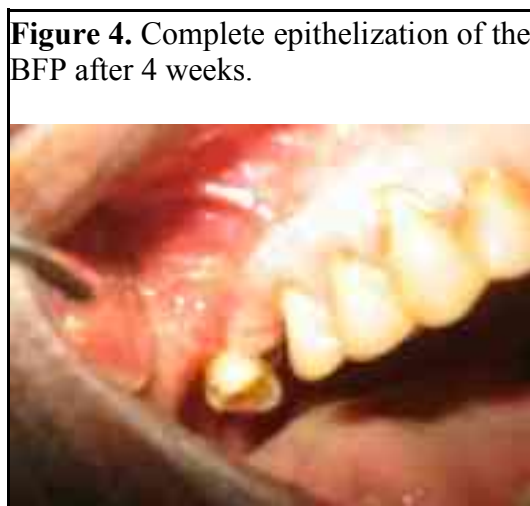 Figure 4. Complete epithelization of the
BFP after 4 weeks.